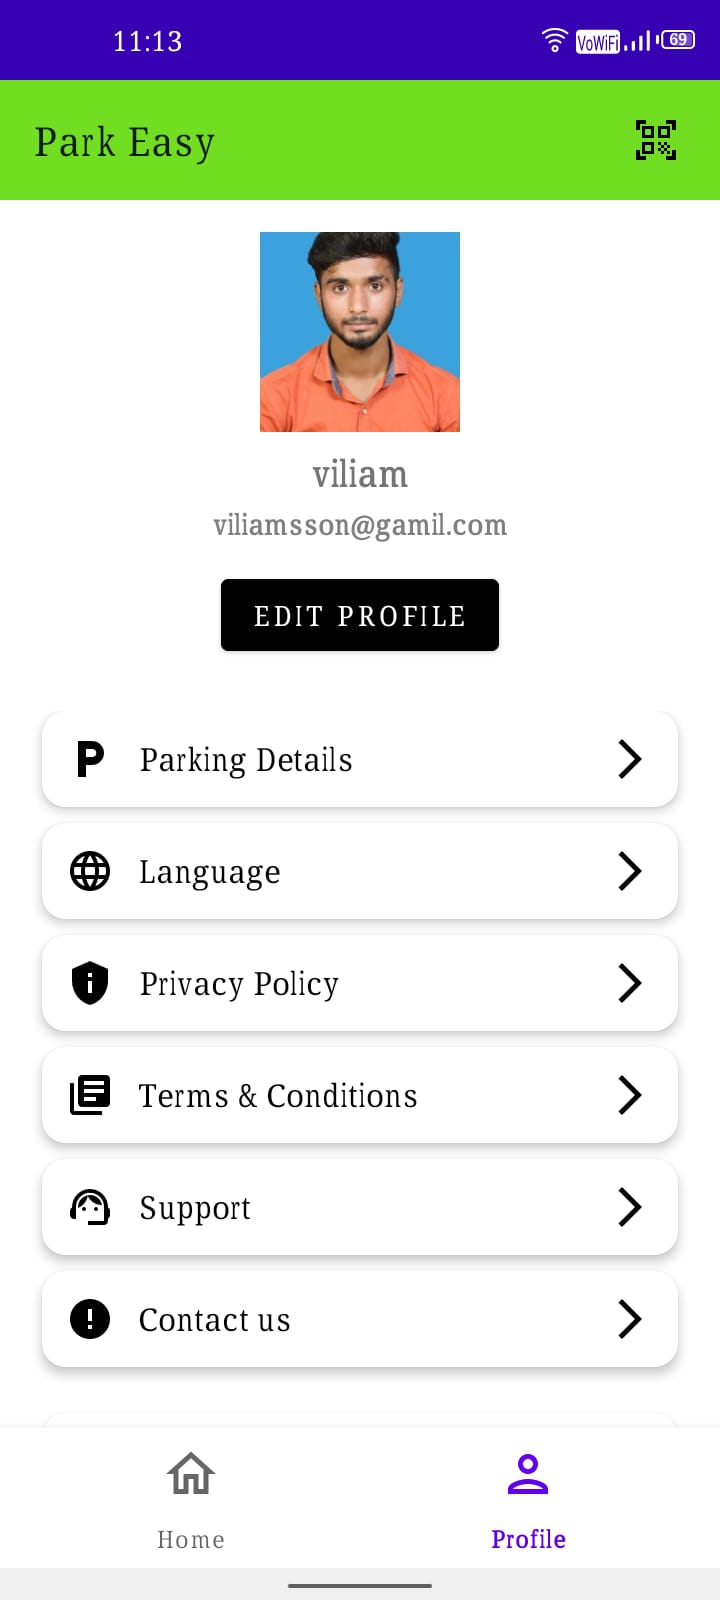 11:13
VoWiFi 69
Park Easy
viliam
viliamsson@gamil.com
EDIT PROFILE
P Parking Details
Language
Privacy Policy
Terms & Conditions
Support
Contact us
Home Profile